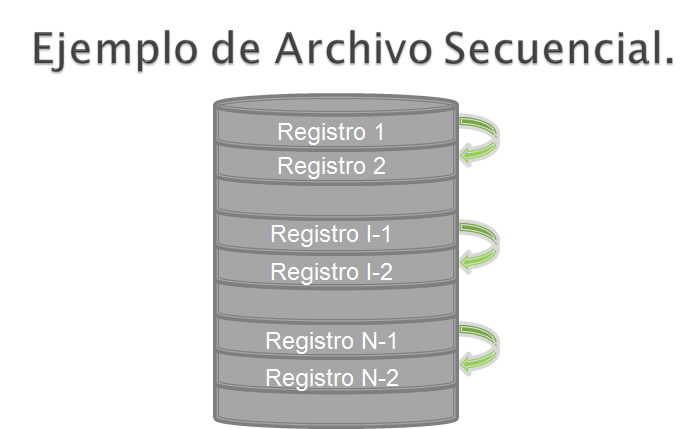 Ejemplo de Archivo Secuencial.
Registro 1
Registro 2
Registro I-1
Registro I-2
Registro N-1
Registro N-2